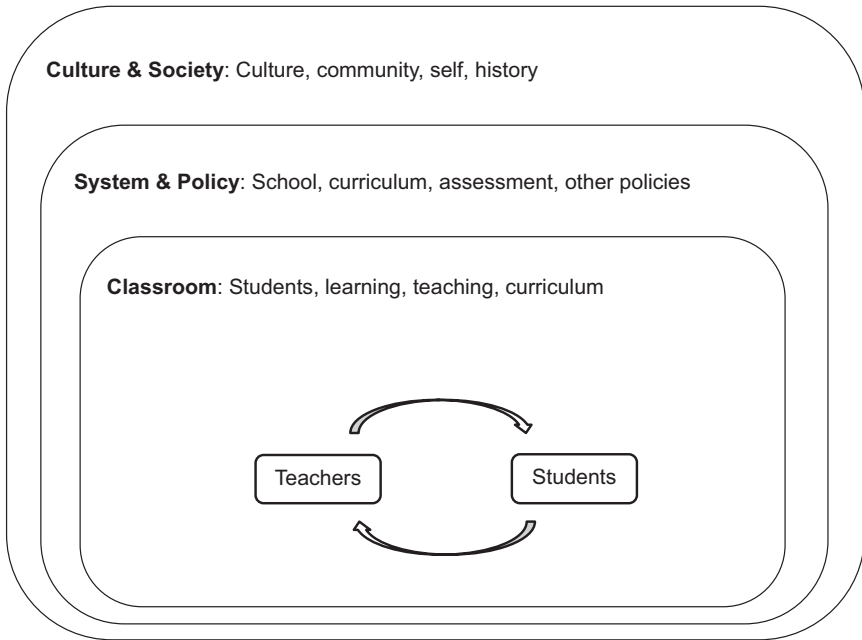 Culture & Society: Culture, community, self, history
System & Policy: School, curriculum, assessment, other policies
Classroom: Students, learning, teaching, curriculum
Teachers
Students